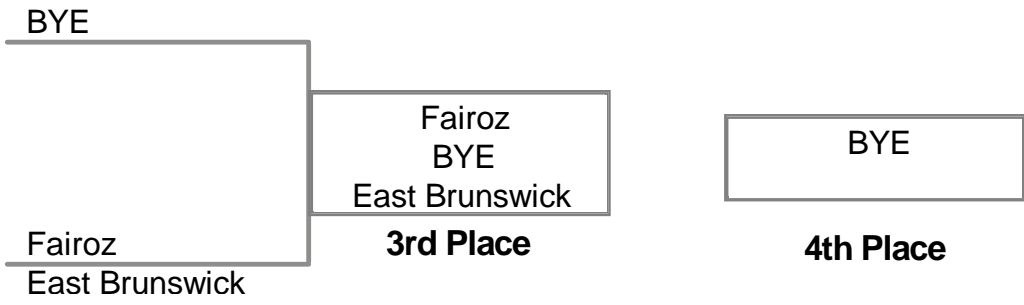 BYE
Fairoz
BYE
East Brunswick
3rd Place
BYE
4th Place
Fairoz
East Brunswick